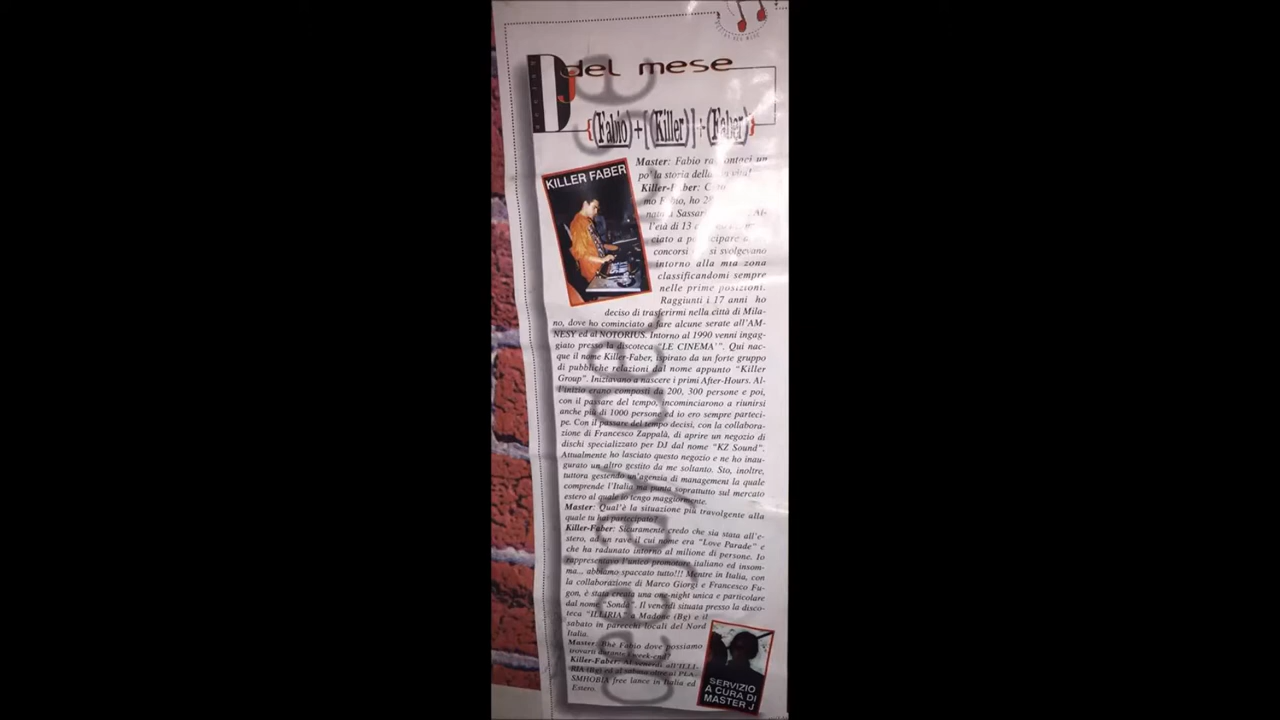 DJ del mese
{(Fabio)+[(Killer)]+(Faber)}
KILLER FABER
Master: Fabio raccontaci un
po' la storia della vita!
Killer-Faber:
mo Fabio, ho
nato a Sassari Al-
l'età di 13
ciato a partecipare a
concorsi si svolgevano
intorno alla mia zona
classificandomi sempre
nelle prime posizioni.
Raggiunti i 17 anni ho
deciso di trasferirmi nella città di Mila-
no, dove ho cominciato a fare alcune serate all'AM-
NESY ed al NOTORIUS. Intorno al 1990 venni ingag-
giato presso la discoteca "LE CINEMA'". Qui nac-
que il nome Killer-Faber, ispirato da un forte gruppo
di pubbliche relazioni dal nome appunto "Killer
Group". Iniziavano a nascere i primi After-Hours. Al-
l'inizio erano composti da 200, 300 persone e poi,
con il passare del tempo, incominciarono a riunirsi
anche più di 1000 persone ed io ero sempre parteci-
pe. Con il passare del tempo decisi, con la collabora-
zione di Francesco Zappalà, di aprire un negozio di
dischi specializzato per DJ dal nome "KZ Sound".
Attualmente ho lasciato questo negozio e ne ho inau-
gurato un altro gestito da me soltanto. Sto, inoltre,
tuttora gestendo un'agensia di management la quale
comprende l'Italia ma punta soprattutto sul mercato
estero al quale io tengo maggiormente.
Master: Qual'è la situazione più travolgente alla
quale tu hai partecipato?
Killer-Faber: Sicuramente credo che sia stata all'e-
stero, ad un rave il cui nome era "Love Parade" e
che ha radunato intorno al milione di persone. Io
rappresentavo l'unico promotore italiano ed insom-
ma... abbiamo spaccato tutto!!! Mentre in Italia, con
la collaborazione di Marco Giorgi e Francesco Fu-
gon, è stata creata una one-night unica e particolare
dal nome "Sonda". Il venerdì situata presso la disco-
teca "ILLIRIA" a Madone (Bg) e il
sabato in parecchi locali del Nord
Italia.
Master: Bhe Fabio dove possiamo
trovarti durante i week-end?
Killer-Faber: Al venerdì all'ILLI-
RIA (Bg) ed al sabato oltre al PLA-
SMHOBIA free lance in Italia ed
Estero.
SERVIZIO
A CURA DI
MASTER J
deejay del mese